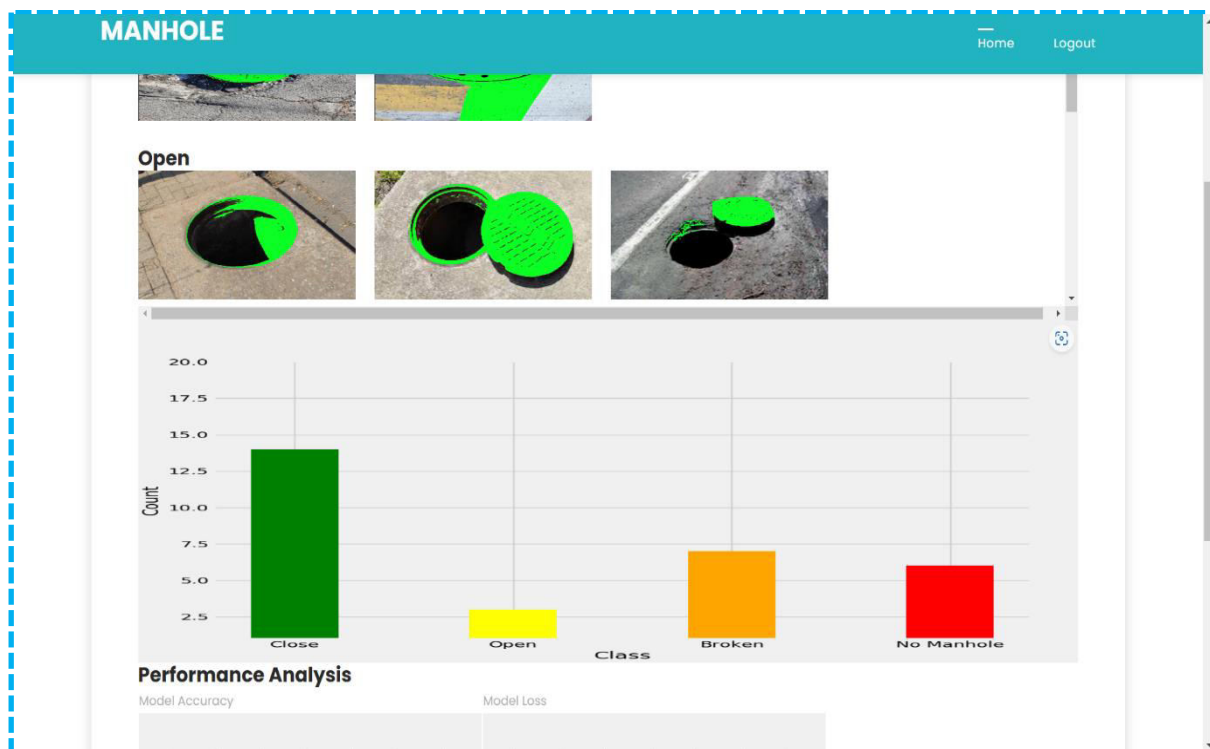 MANHOLE
Home Logout
Open
20.0
17.5
15.0
12.5
10.0
7.5
5.0
2.5
Count
Close Open Broken No Manhole
Class
Performance Analysis
Model Accuracy Model Loss